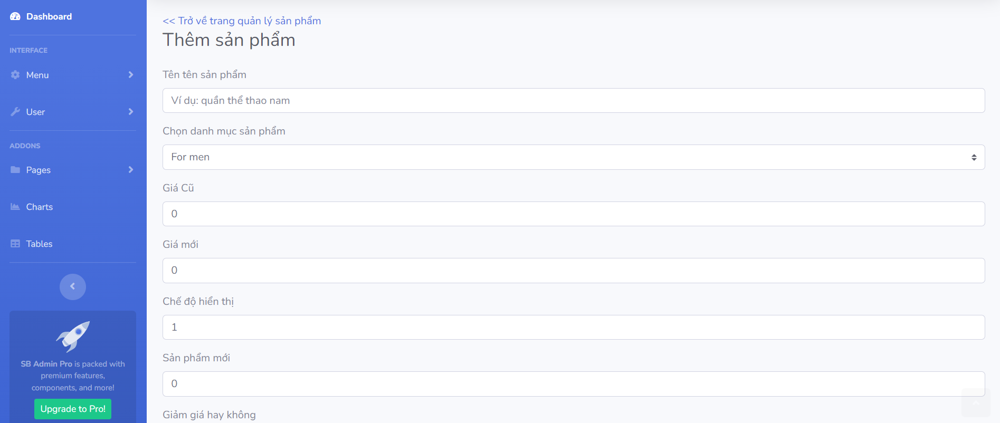 Dashboard
INTERFACE
Menu
User
ADDONS
Pages
Charts
Tables
SB Admin Pro is packed with
premium features,
components, and more!
Upgrade to Pro!
<< Trở về trang quản lý sản phẩm
Thêm sản phẩm
Tên tên sản phẩm
Ví dụ: quần thể thao nam
Chọn danh mục sản phẩm
For men
Giá Cũ
0
Giá mới
0
Chế độ hiển thị
1
Sản phẩm mới
0
Giảm giá hay không